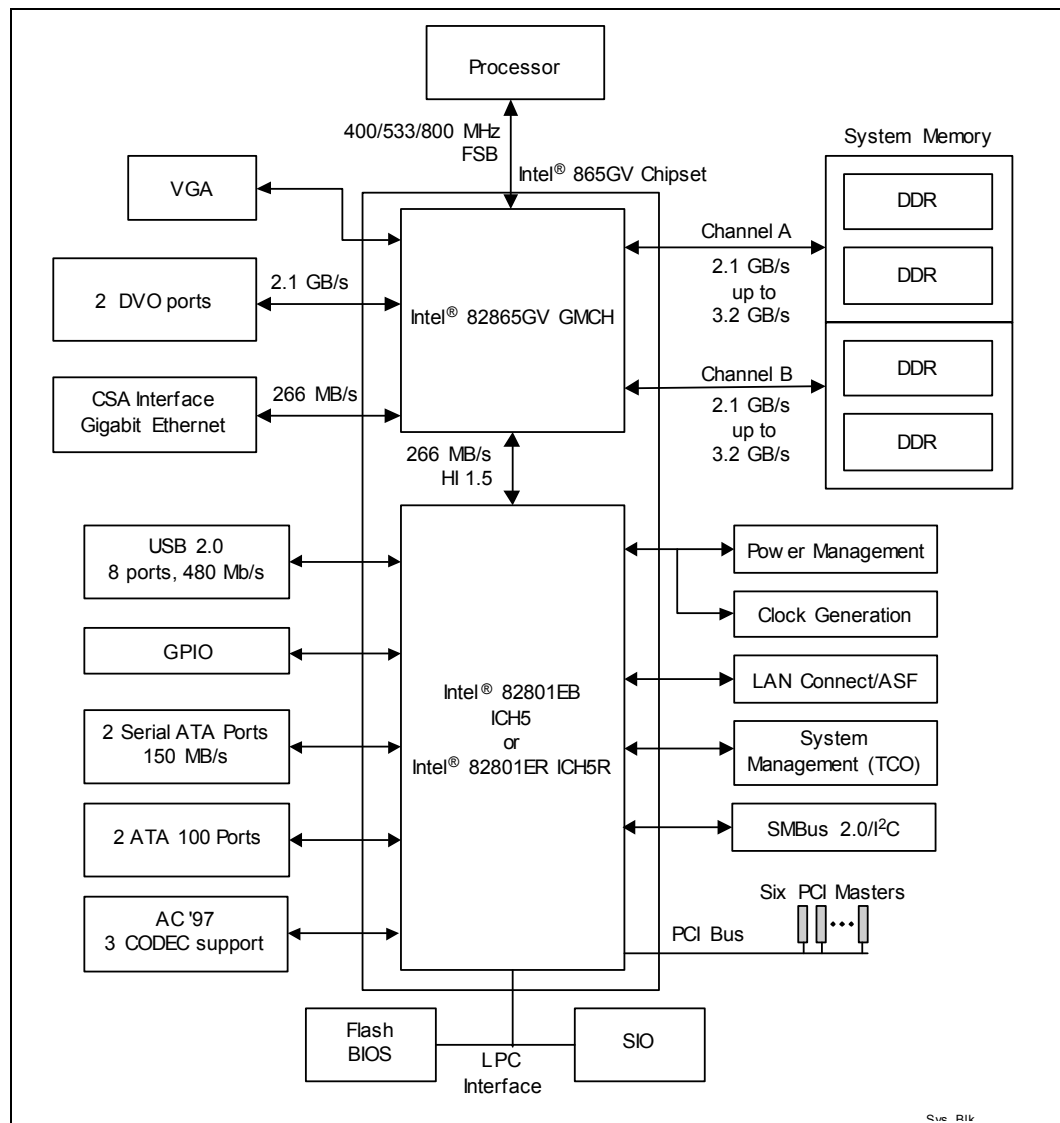 Processor
400/533/800 MHz
FSB
Intel® 865GV Chipset
System Memory
VGA
DDR
Channel A
2.1 GB/s
up to
3.2 GB/s
DDR
2 DVO ports
2.1 GB/s
Intel® 82865GV GMCH
DDR
Channel B
2.1 GB/s
up to
3.2 GB/s
DDR
CSA Interface
Gigabit Ethernet
266 MB/s
266 MB/s
HI 1.5
USB 2.0
8 ports, 480 Mb/s
Power Management
Clock Generation
GPIO
LAN Connect/ASF
Intel® 82801EB
ICH5
or
Intel® 82801ER ICH5R
2 Serial ATA Ports
150 MB/s
System
Management (TCO)
2 ATA 100 Ports
SMBus 2.0/I²C
Six PCI Masters
AC '97
3 CODEC support
PCI Bus
Flash
BIOS
LPC
Interface
SIO
Sys_Blk